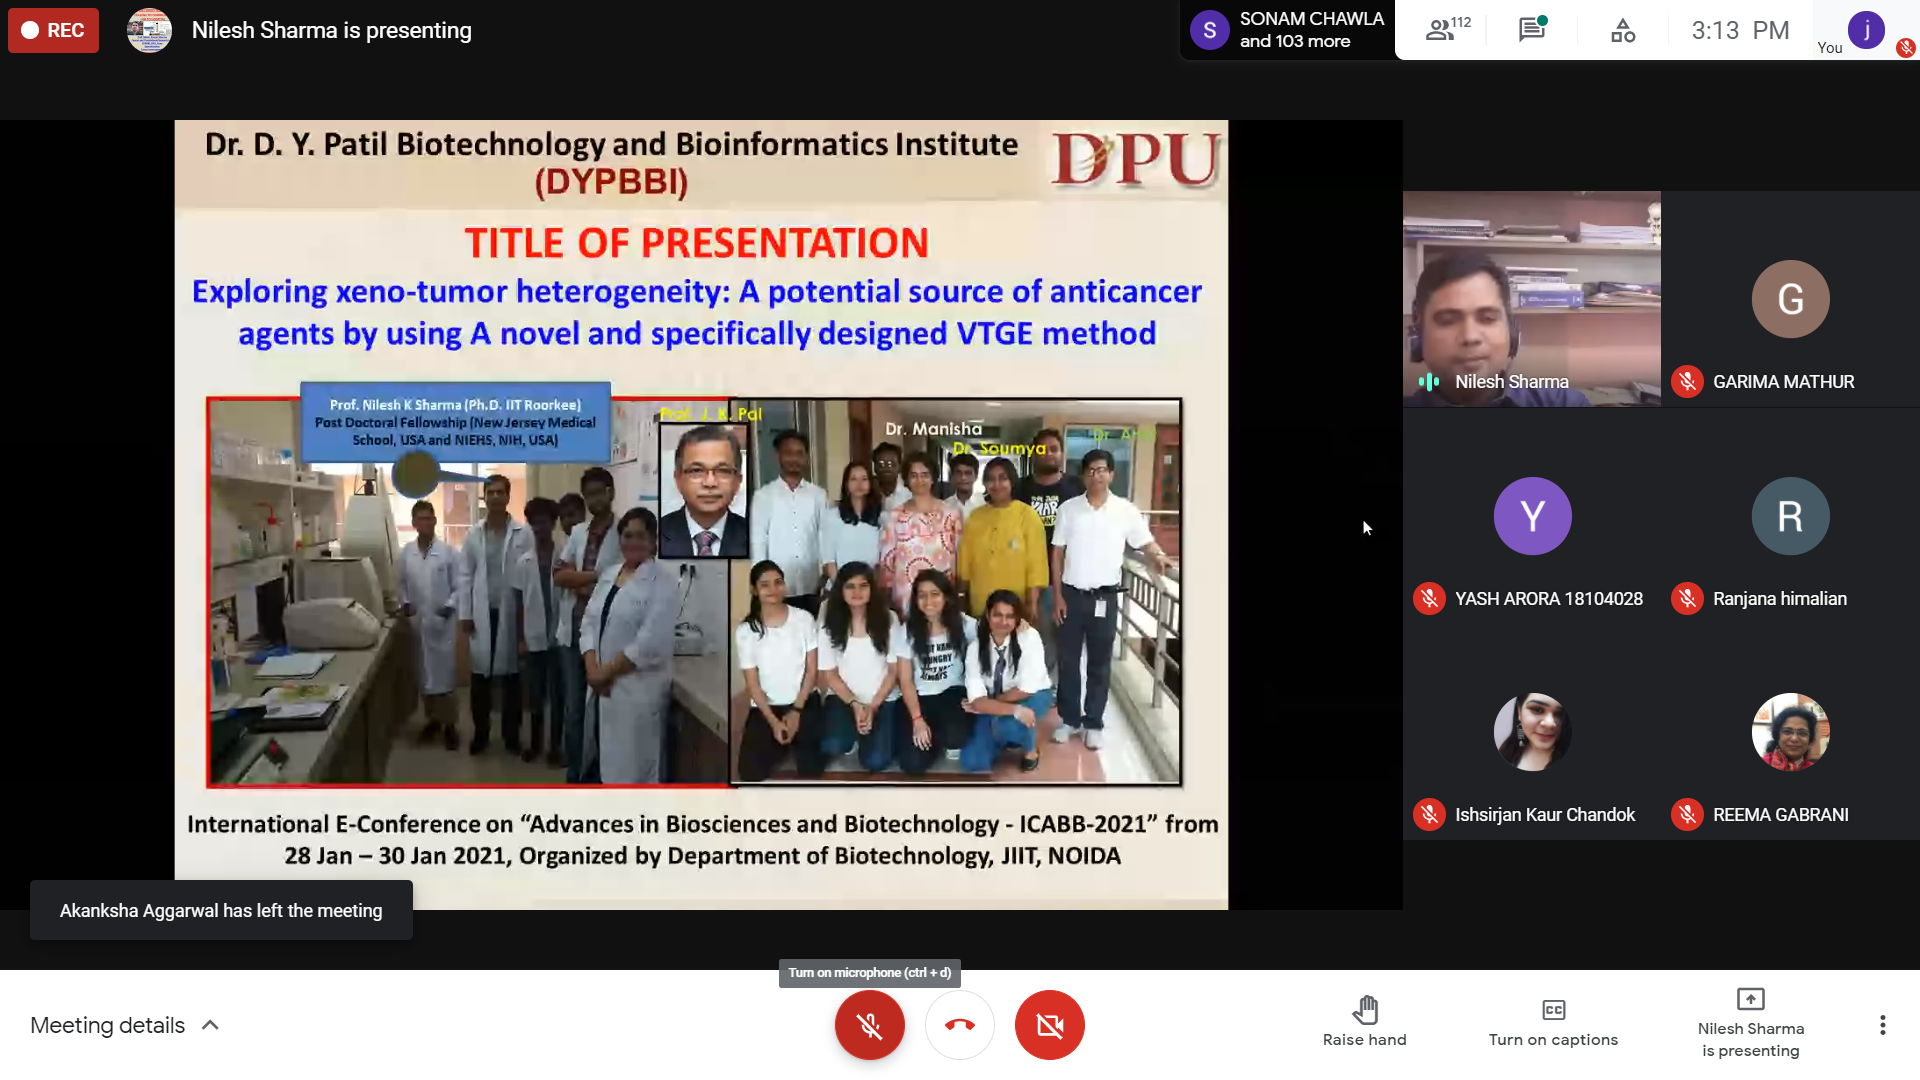 REC
Nilesh Sharma is presenting
S
SONAM CHAWLA
and 103 more
112
3:13 PM
You
j
Dr. D. Y. Patil Biotechnology and Bioinformatics Institute
(DYPBBI)
DPU
TITLE OF PRESENTATION
Exploring xeno-tumor heterogeneity: A potential source of anticancer
agents by using A novel and specifically designed VTGE method
Prof. Nilesh K Sharma (Ph.D. IIT Roorkee)
Post Doctoral Fellowship (New Jersey Medical
School, USA and NIEHS, NIH, USA)
Prof. J. K. Pal
Dr. Manisha
Dr. Soumya
Dr.
International E-Conference on “Advances in Biosciences and Biotechnology - ICABB-2021” from
28 Jan – 30 Jan 2021, Organized by Department of Biotechnology, JIIT, NOIDA
Nilesh Sharma
G
GARIMA MATHUR
Y
YASH ARORA 18104028
R
Ranjana himalian
Ishsirjan Kaur Chandok
REEMA GABRANI
Akanksha Aggarwal has left the meeting
Turn on microphone (ctrl + d)
Meeting details
Raise hand
CC
Turn on captions
Nilesh Sharma
is presenting